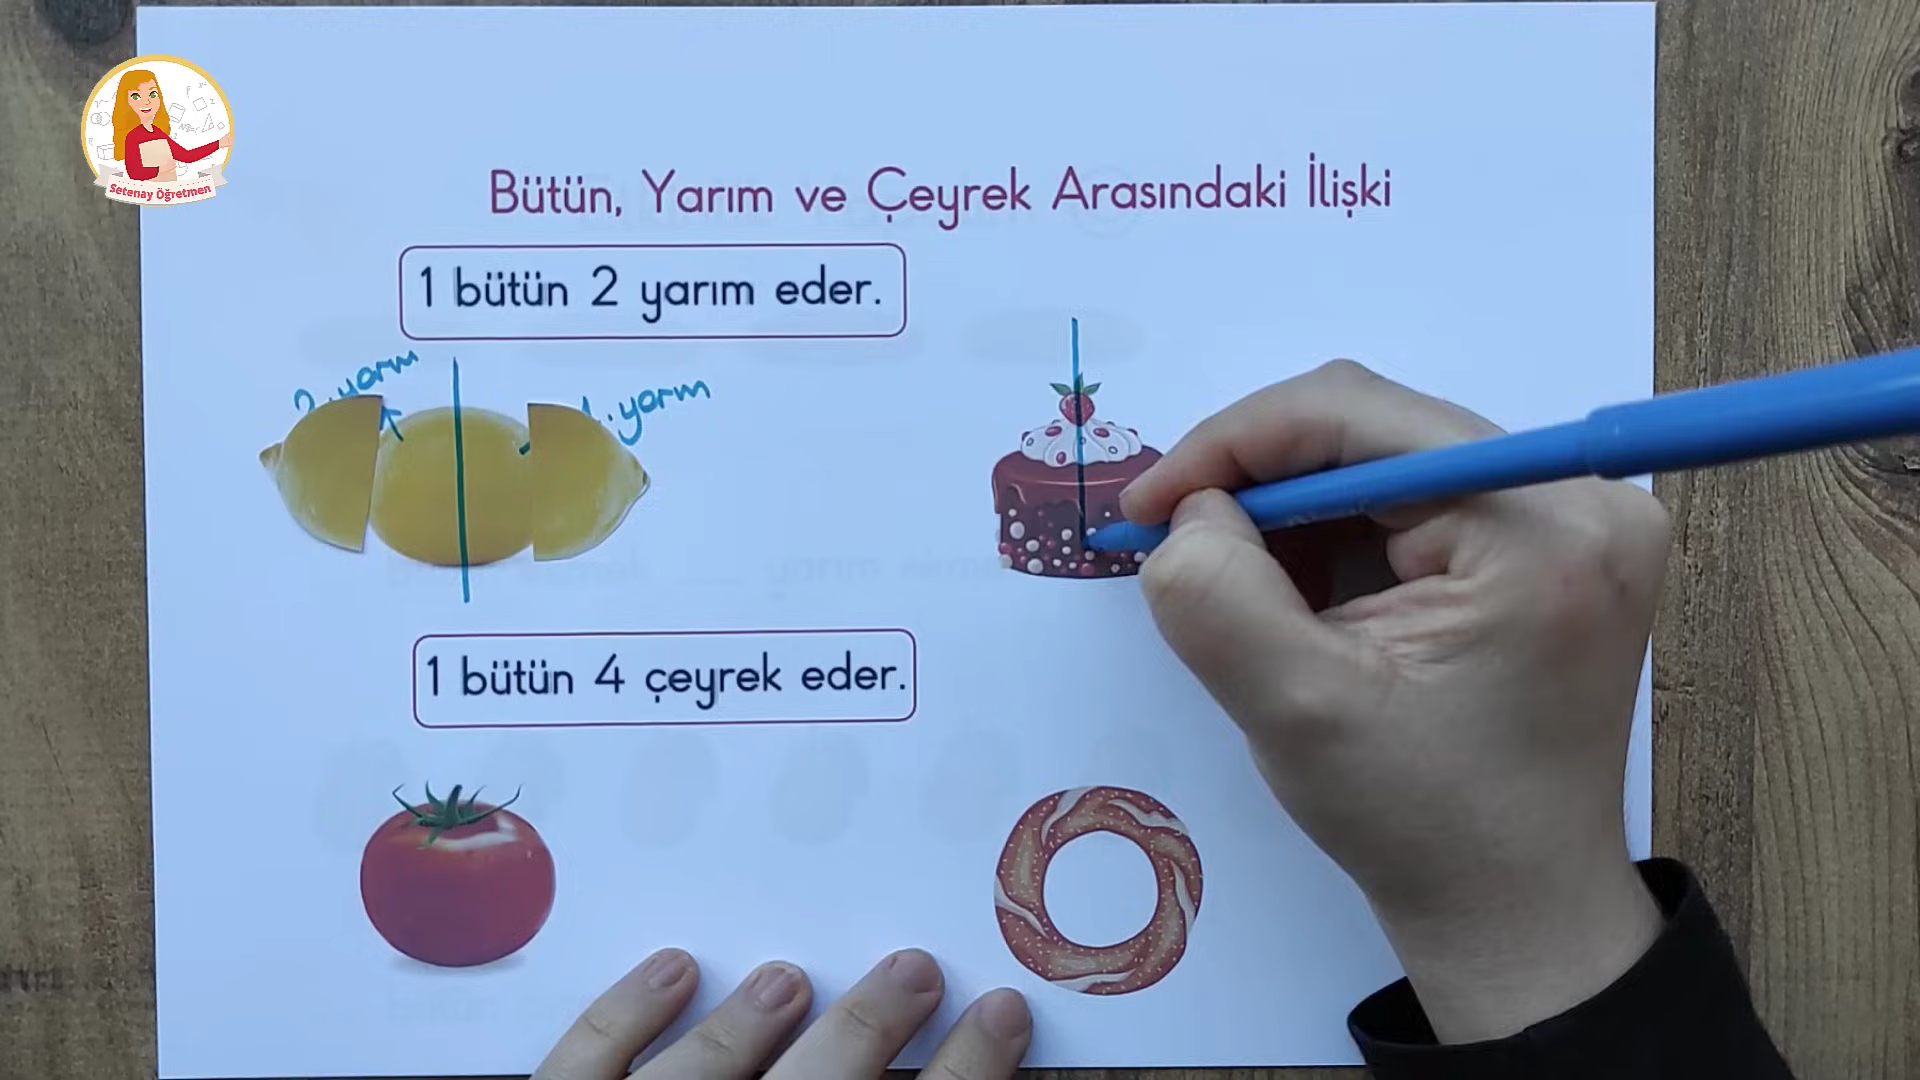 Setenay Öğretmen
Bütün, Yarım ve Çeyrek Arasındaki İlişki
1 bütün 2 yarım eder.
2. yarım
1. yarım
1 bütün 4 çeyrek eder.